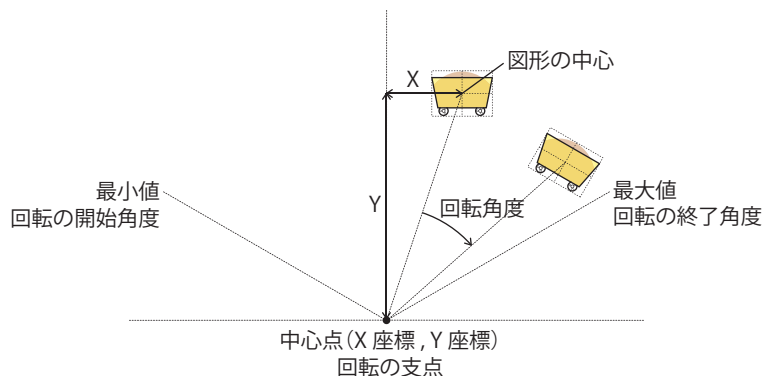 図形の中心
X
Y
回転角度
最小値
回転の開始角度
最大値
回転の終了角度
中心点(X 座標 , Y 座標)
回転の支点